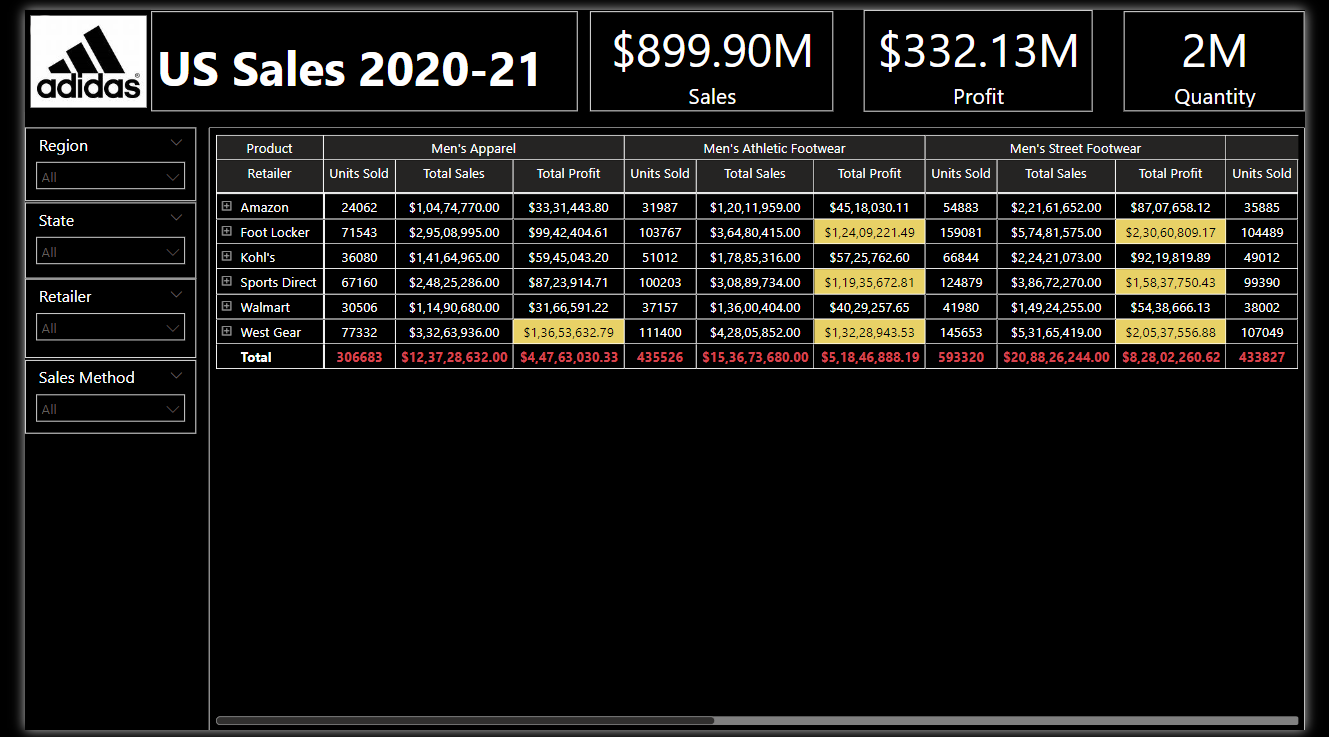 adidas®
US Sales 2020-21
$899.90M
Sales
$332.13M
Profit
2M
Quantity
Region
All
State
All
Retailer
All
Sales Method
All
Product Men's Apparel Men's Athletic Footwear Men's Street Footwear
Retailer Units Sold Total Sales Total Profit Units Sold Total Sales Total Profit Units Sold Total Sales Total Profit Units Sold
Amazon 24062 $1,04,74,770.00 $33,31,443.80 31987 $1,20,11,959.00 $45,18,030.11 54883 $2,21,61,652.00 $87,07,658.12 35885
Foot Locker 71543 $2,95,08,995.00 $99,42,404.61 103767 $3,64,80,415.00 $1,24,09,221.49 159081 $5,74,81,575.00 $2,30,60,809.17 104489
Kohl's 36080 $1,41,64,965.00 $59,45,043.20 51012 $1,78,85,316.00 $57,25,762.60 66844 $2,24,21,073.00 $92,19,819.89 49012
Sports Direct 67160 $2,48,25,286.00 $87,23,914.71 100203 $3,08,89,734.00 $1,19,35,672.81 124879 $3,86,72,270.00 $1,58,37,750.43 99390
Walmart 30506 $1,14,90,680.00 $31,66,591.22 37157 $1,36,00,404.00 $40,29,257.65 41980 $1,49,24,255.00 $54,38,666.13 38002
West Gear 77332 $3,32,63,936.00 $1,36,53,632.79 111400 $4,28,05,852.00 $1,32,28,943.53 145653 $5,31,65,419.00 $2,05,37,556.88 107049
Total 306683 $12,37,28,632.00 $4,47,63,030.33 435526 $15,36,73,680.00 $5,18,46,888.19 593320 $20,88,26,244.00 $8,28,02,260.62 433827